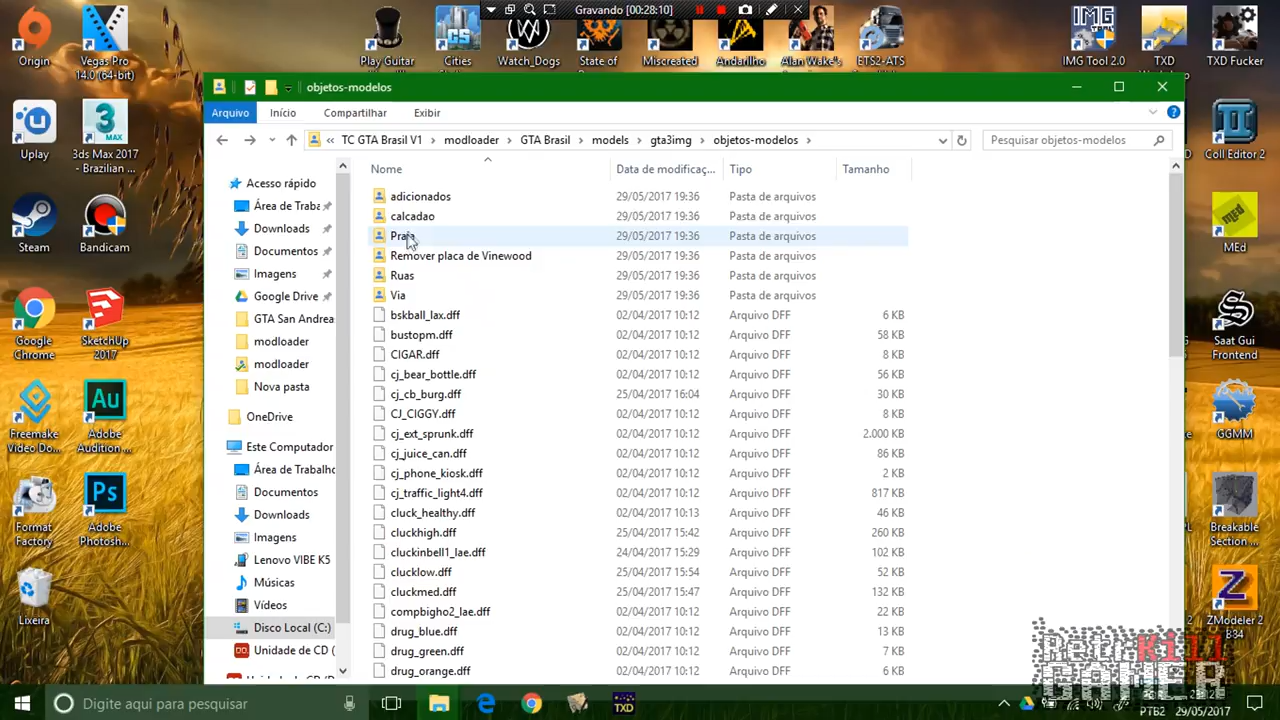 Gravando [00:28:10]
Origin
Vegas Pro
14.0 (64-bit)
Play Guitar
Cities
Watch_Dogs
State of
Miscreated
Andarilho
Alan Wake's
ETS2-ATS
IMG Tool 2.0
TXD
Workshop
TXD Fucker
objetos-modelos
Arquivo
Início
Compartilhar
Exibir
« TC GTA Brasil V1 > modloader > GTA Brasil > models > gta3img > objetos-modelos >
Pesquisar objetos-modelos
Uplay
3ds Max 2017
- Brazilian ...
Steam
Bandicam
Google
Chrome
SketchUp
2017
Freemake
Video Do...
Adobe
Audition...
Format
Factory
Adobe
Photosh...
Lixeira
Acesso rápido
Área de Traba
Downloads
Documentos
Imagens
Google Drive
GTA San Andrea
modloader
modloader
Nova pasta
OneDrive
Este Computador
Área de Trabalho
Documentos
Downloads
Imagens
Lenovo VIBE K5
Músicas
Vídeos
Disco Local (C:)
Unidade de CD (
Nome Data de modificaç... Tipo Tamanho
adicionados 29/05/2017 19:36 Pasta de arquivos
calcadao 29/05/2017 19:36 Pasta de arquivos
Praia 29/05/2017 19:36 Pasta de arquivos
Remover placa de Vinewood 29/05/2017 19:36 Pasta de arquivos
Ruas 29/05/2017 19:36 Pasta de arquivos
Via 29/05/2017 19:36 Pasta de arquivos
bskball_lax.dff 02/04/2017 10:12 Arquivo DFF 6 KB
bustopm.dff 02/04/2017 10:12 Arquivo DFF 58 KB
CIGAR.dff 02/04/2017 10:12 Arquivo DFF 8 KB
cj_bear_bottle.dff 02/04/2017 10:12 Arquivo DFF 56 KB
cj_cb_burg.dff 25/04/2017 16:04 Arquivo DFF 30 KB
CJ_CIGGY.dff 02/04/2017 10:12 Arquivo DFF 8 KB
cj_ext_sprunk.dff 02/04/2017 10:12 Arquivo DFF 2.000 KB
cj_juice_can.dff 02/04/2017 10:12 Arquivo DFF 86 KB
cj_phone_kiosk.dff 02/04/2017 10:12 Arquivo DFF 2 KB
cj_traffic_light4.dff 02/04/2017 10:12 Arquivo DFF 817 KB
cluck_healthy.dff 02/04/2017 10:13 Arquivo DFF 46 KB
cluckhigh.dff 25/04/2017 15:42 Arquivo DFF 260 KB
cluckinbell1_lae.dff 24/04/2017 15:29 Arquivo DFF 102 KB
clucklow.dff 25/04/2017 15:54 Arquivo DFF 52 KB
cluckmed.dff 25/04/2017 15:47 Arquivo DFF 132 KB
compbigho2_lae.dff 02/04/2017 10:12 Arquivo DFF 22 KB
drug_blue.dff 02/04/2017 10:12 Arquivo DFF 13 KB
drug_green.dff 02/04/2017 10:12 Arquivo DFF 7 KB
drug_orange.dff 02/04/2017 10:12 Arquivo DFF 6 KB
Coll Editor 2
MEd
Saat Gui
Frontend
GGMM
Breakable
Section ...
ZModeler 2
B84
RockKill
GAMER
Digite aqui para pesquisar
TXD
PTB2
29/05/2017